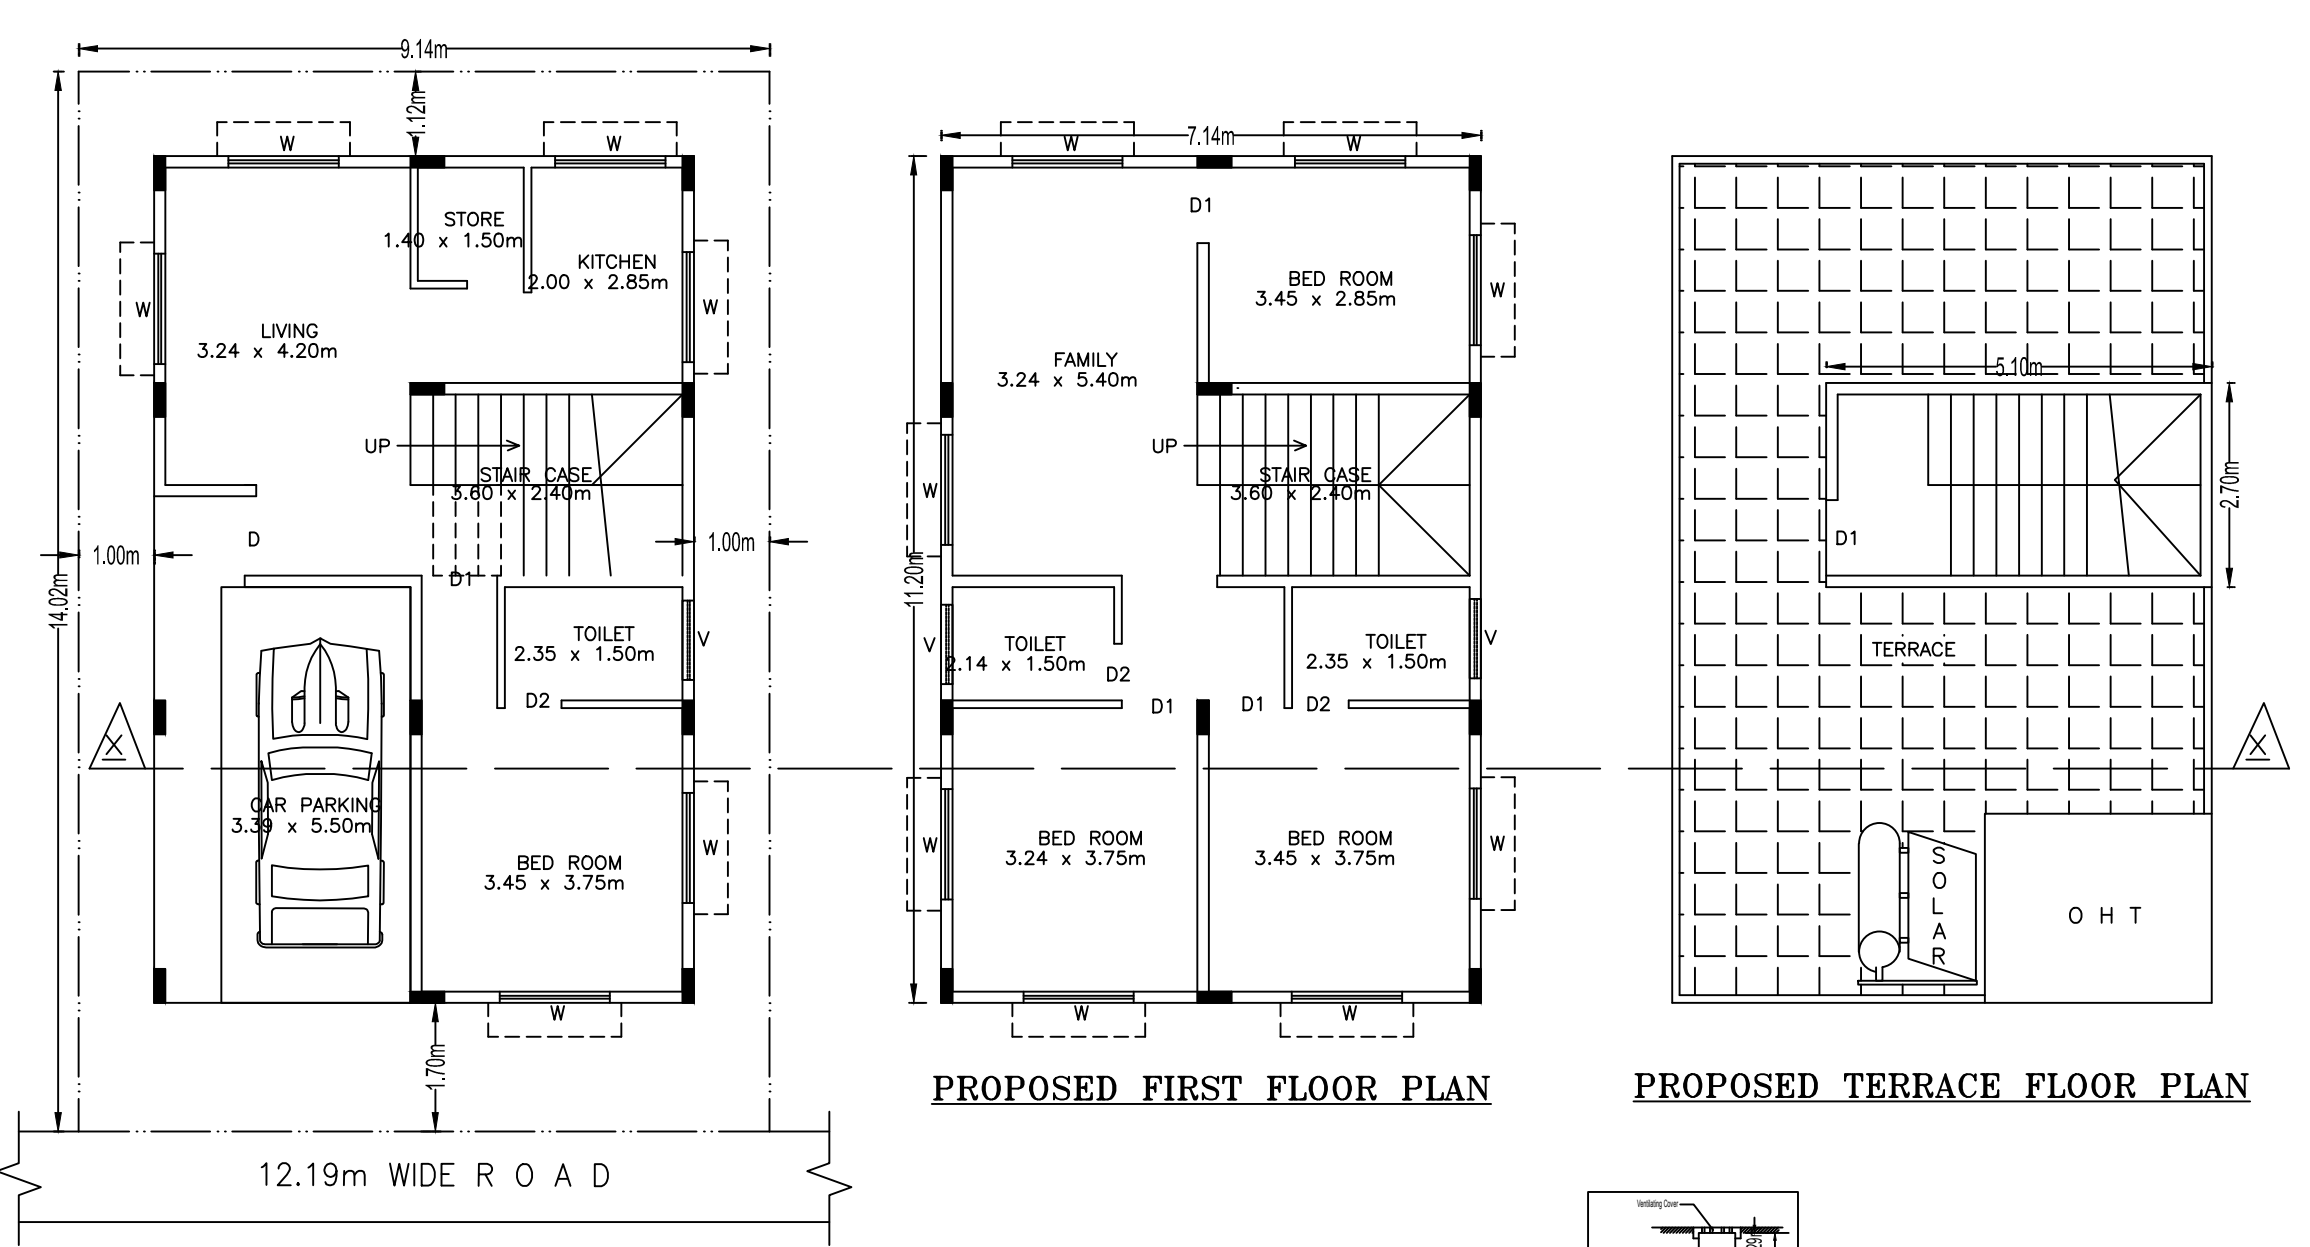 9.14m
1.12m
14.02m
W
W
STORE
1.40 x 1.50m
KITCHEN
2.00 x 2.85m
W
W
LIVING
3.24 x 4.20m
UP
STAIR CASE
3.60 x 2.40m
D
1.00m
1.00m
D1
TOILET
2.35 x 1.50m
V
D2
X
CAR PARKING
3.39 x 5.50m
BED ROOM
3.45 x 3.75m
W
W
1.70m
12.19m WIDE R O A D
7.14m
W
W
D1
BED ROOM
3.45 x 2.85m
W
FAMILY
3.24 x 5.40m
UP
STAIR CASE
3.60 x 2.40m
W
11.20m
V
TOILET
2.14 x 1.50m
D2
TOILET
2.35 x 1.50m
V
D1
D1
D2
W
BED ROOM
3.24 x 3.75m
BED ROOM
3.45 x 3.75m
W
W
W
PROPOSED FIRST FLOOR PLAN
5.10m
2.70m
D1
TERRACE
X
SOLAR
O H T
PROPOSED TERRACE FLOOR PLAN
Ventilating Cover